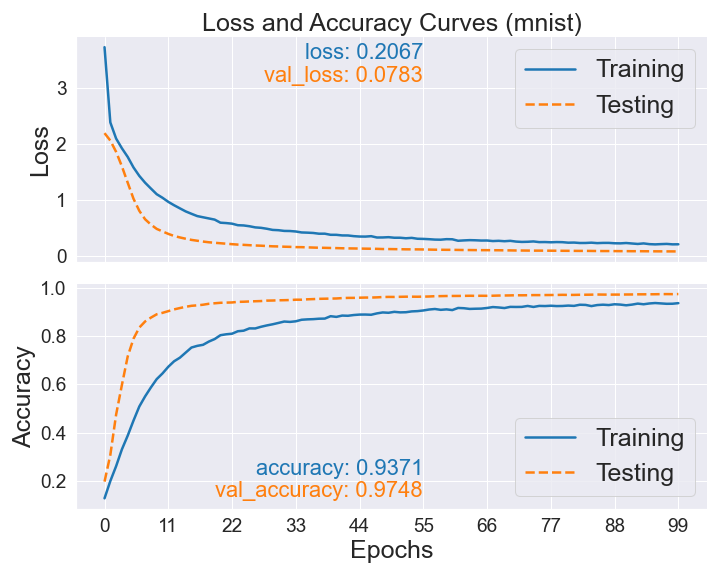 Loss and Accuracy Curves (mnist)
loss: 0.2067
val_loss: 0.0783
Training
Testing
Loss
3
2
1
0
1.0
0.8
0.6
0.4
0.2
Accuracy
Training
Testing
accuracy: 0.9371
val_accuracy: 0.9748
0 11 22 33 44 55 66 77 88 99
Epochs